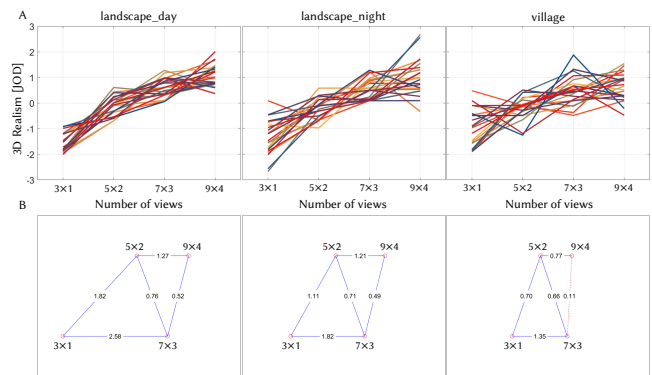 A
landscape_day
landscape_night
village
3D Realism [JOD]
3
2
1
0
-1
-2
-3
3×1 5×2 7×3 9×4
3×1 5×2 7×3 9×4
3×1 5×2 7×3 9×4
Number of views
Number of views
Number of views
B
5×2 9×4
1.27
1.82 0.76 0.52
2.58
3×1 7×3
5×2 9×4
1.21
1.11 0.71 0.49
1.82
3×1 7×3
5×2 9×4
0.77
0.70 0.66 0.11
1.35
3×1 7×3